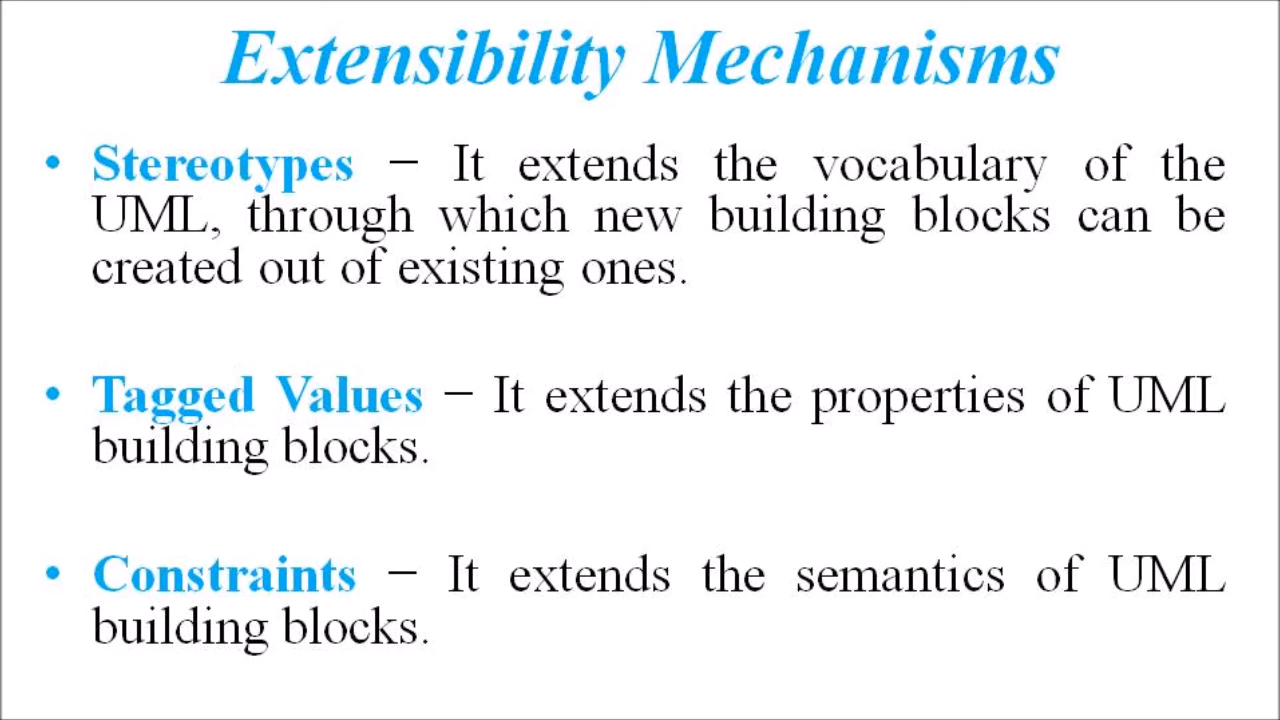 Extensibility Mechanisms
• Stereotypes – It extends the vocabulary of the
UML, through which new building blocks can be
created out of existing ones.
• Tagged Values – It extends the properties of UML
building blocks.
• Constraints – It extends the semantics of UML
building blocks.